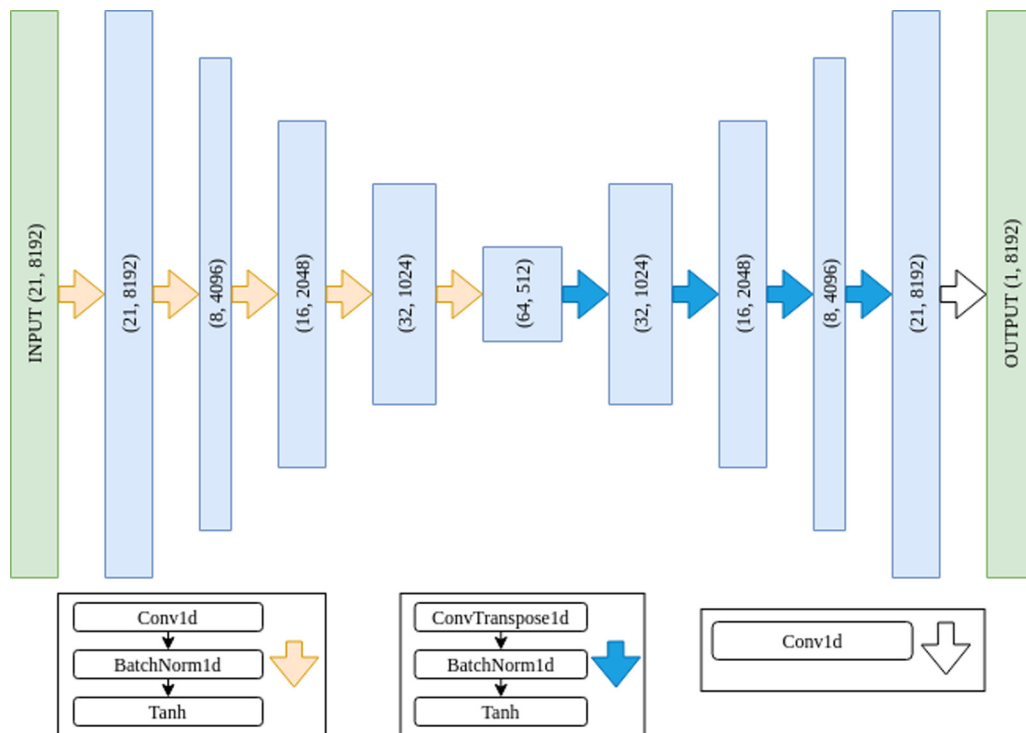 INPUT (21, 8192)
(21, 8192)
(8, 4096)
(16, 2048)
(32, 1024)
(64, 512)
(32, 1024)
(16, 2048)
(8, 4096)
(21, 8192)
OUTPUT (1, 8192)
Conv1d
BatchNorm1d
Tanh
ConvTranspose1d
BatchNorm1d
Tanh
Conv1d